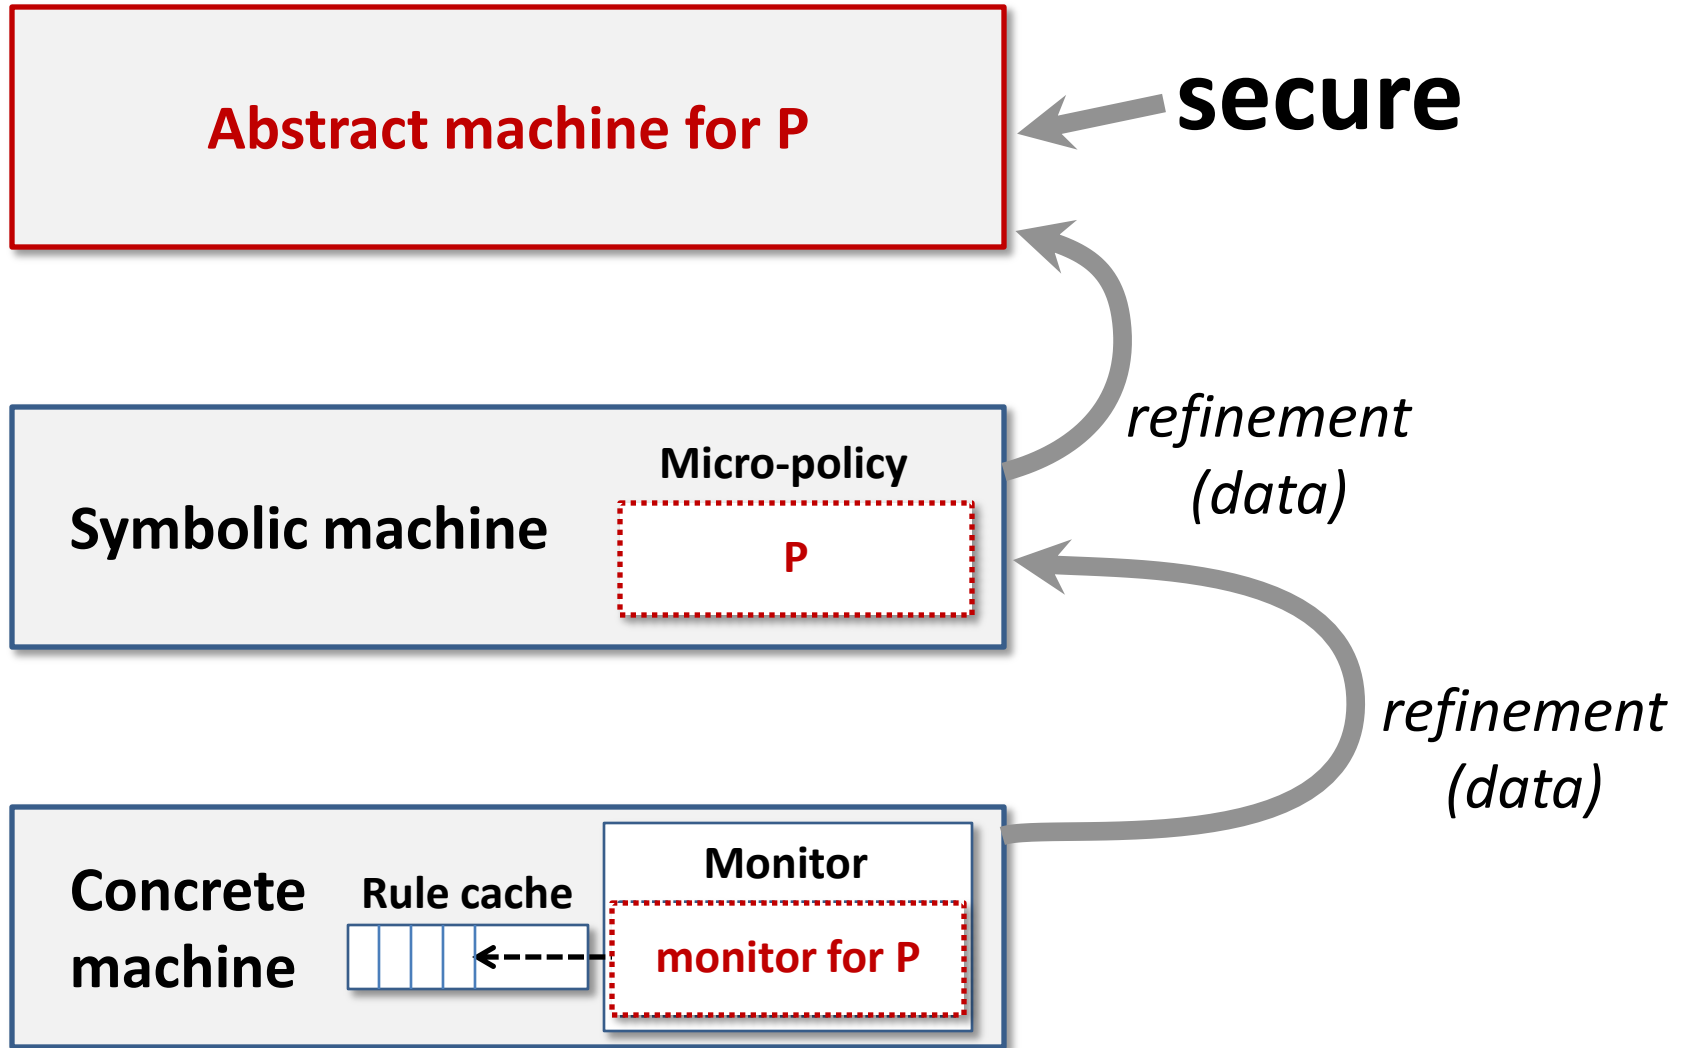 Abstract machine for P
secure
refinement
(data)
Micro-policy
Symbolic machine
P
refinement
(data)
Concrete
machine
Rule cache
Monitor
monitor for P